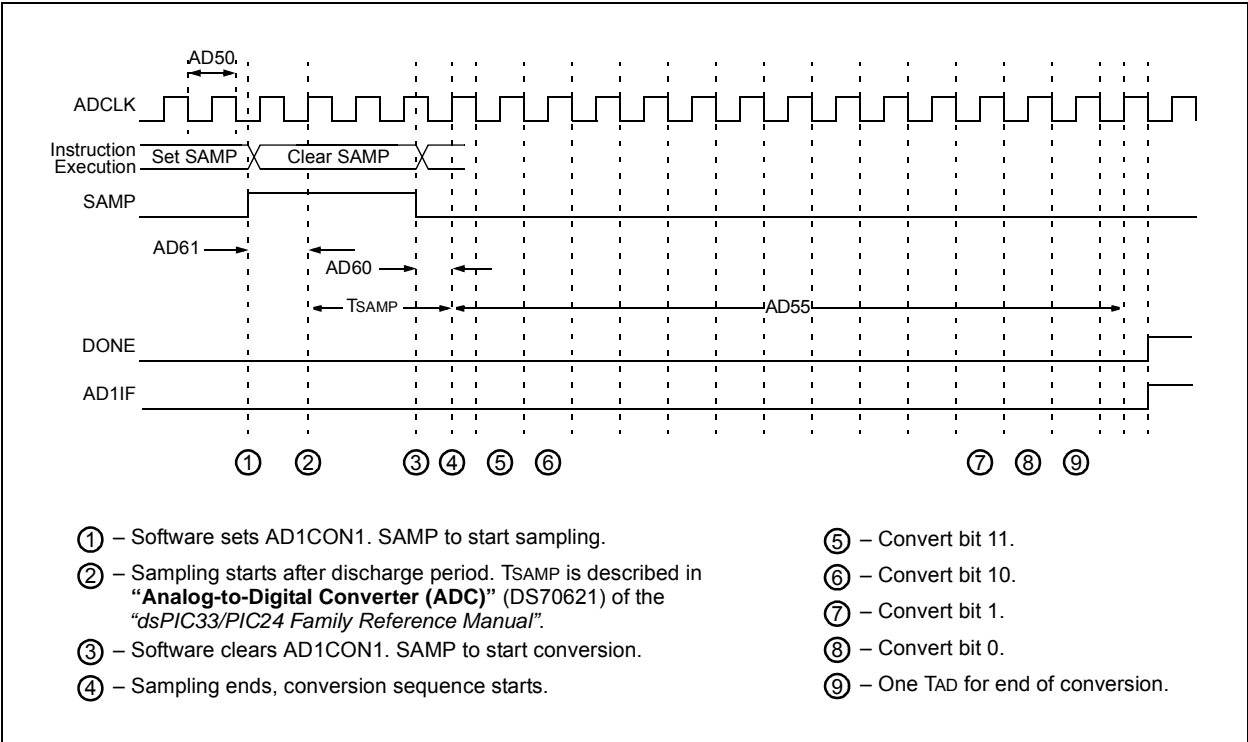 AD50
ADCLK
Instruction
Execution
Set SAMP
Clear SAMP
SAMP
AD61
AD60
TSAMP
AD55
DONE
AD1IF
1 2 3 4 5 6 7 8 9
1 – Software sets AD1CON1. SAMP to start sampling.
2 – Sampling starts after discharge period. TSAMP is described in
“Analog-to-Digital Converter (ADC)” (DS70621) of the
“dsPIC33/PIC24 Family Reference Manual”.
3 – Software clears AD1CON1. SAMP to start conversion.
4 – Sampling ends, conversion sequence starts.
5 – Convert bit 11.
6 – Convert bit 10.
7 – Convert bit 1.
8 – Convert bit 0.
9 – One TAD for end of conversion.